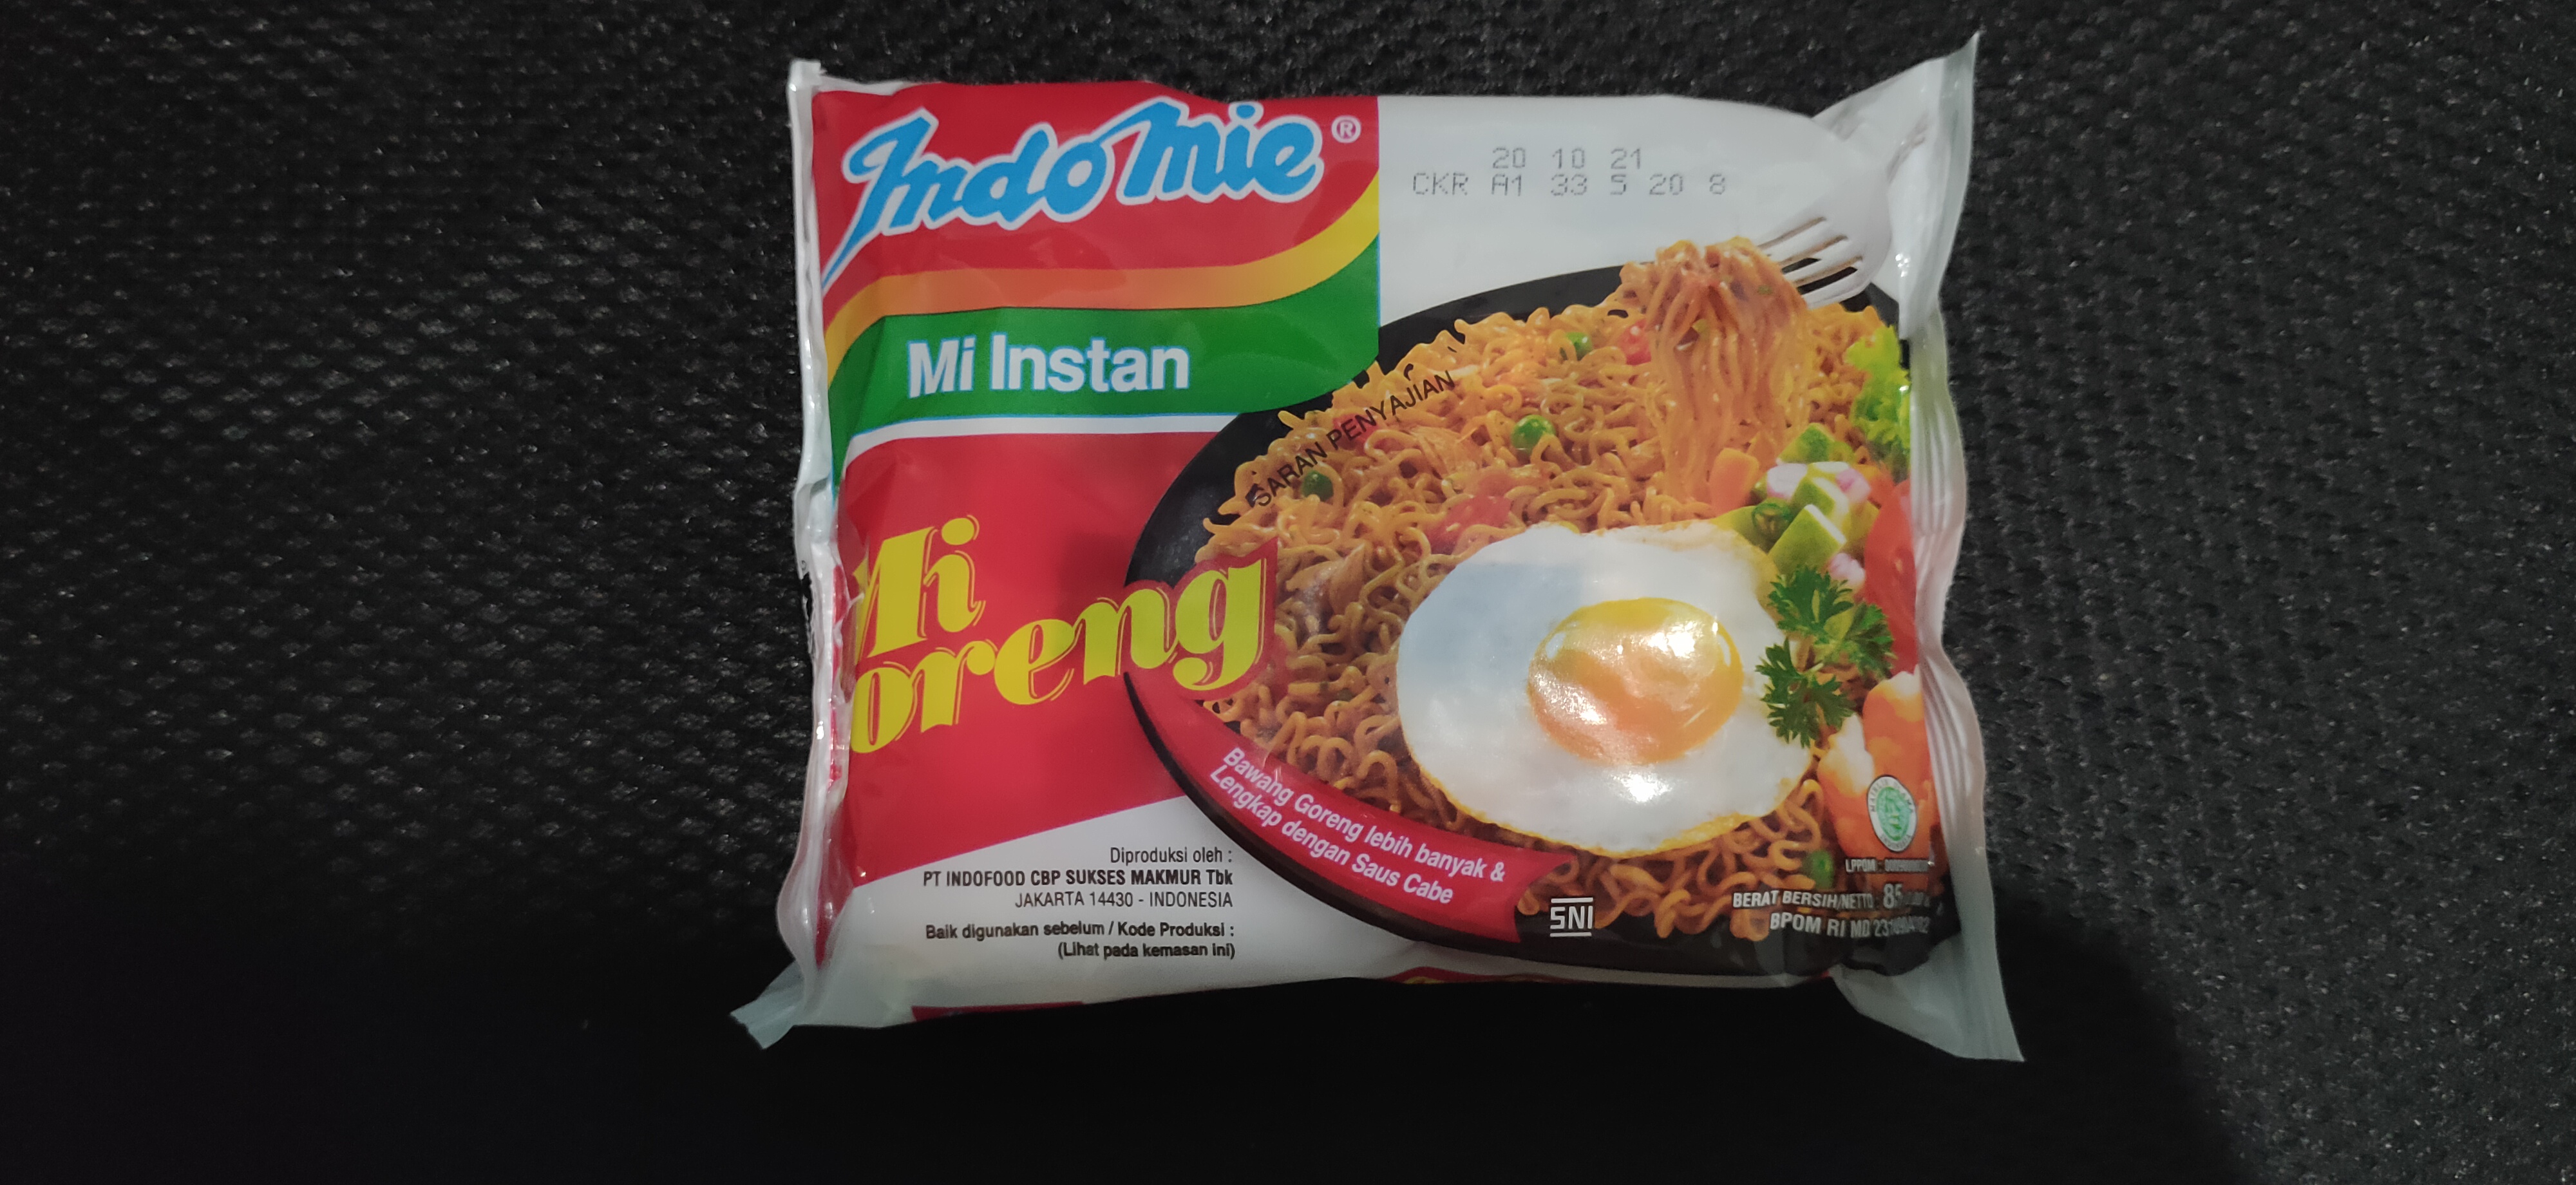 Indomie®
20 10 21
CKR A1 33 5 20 8
Mi Instan
SARAN PENYAJIAN
Mi
oreng
Bawang Goreng lebih banyak &
Lengkap dengan Saus Cabe
Diproduksi oleh :
PT INDOFOOD CBP SUKSES MAKMUR Tbk
JAKARTA 14430 - INDONESIA
Baik digunakan sebelum / Kode Produksi :
(Lihat pada kemasan ini)
SNI
LPPOM :
BERAT BERSIH/NETTO 85
BPOM RI MD